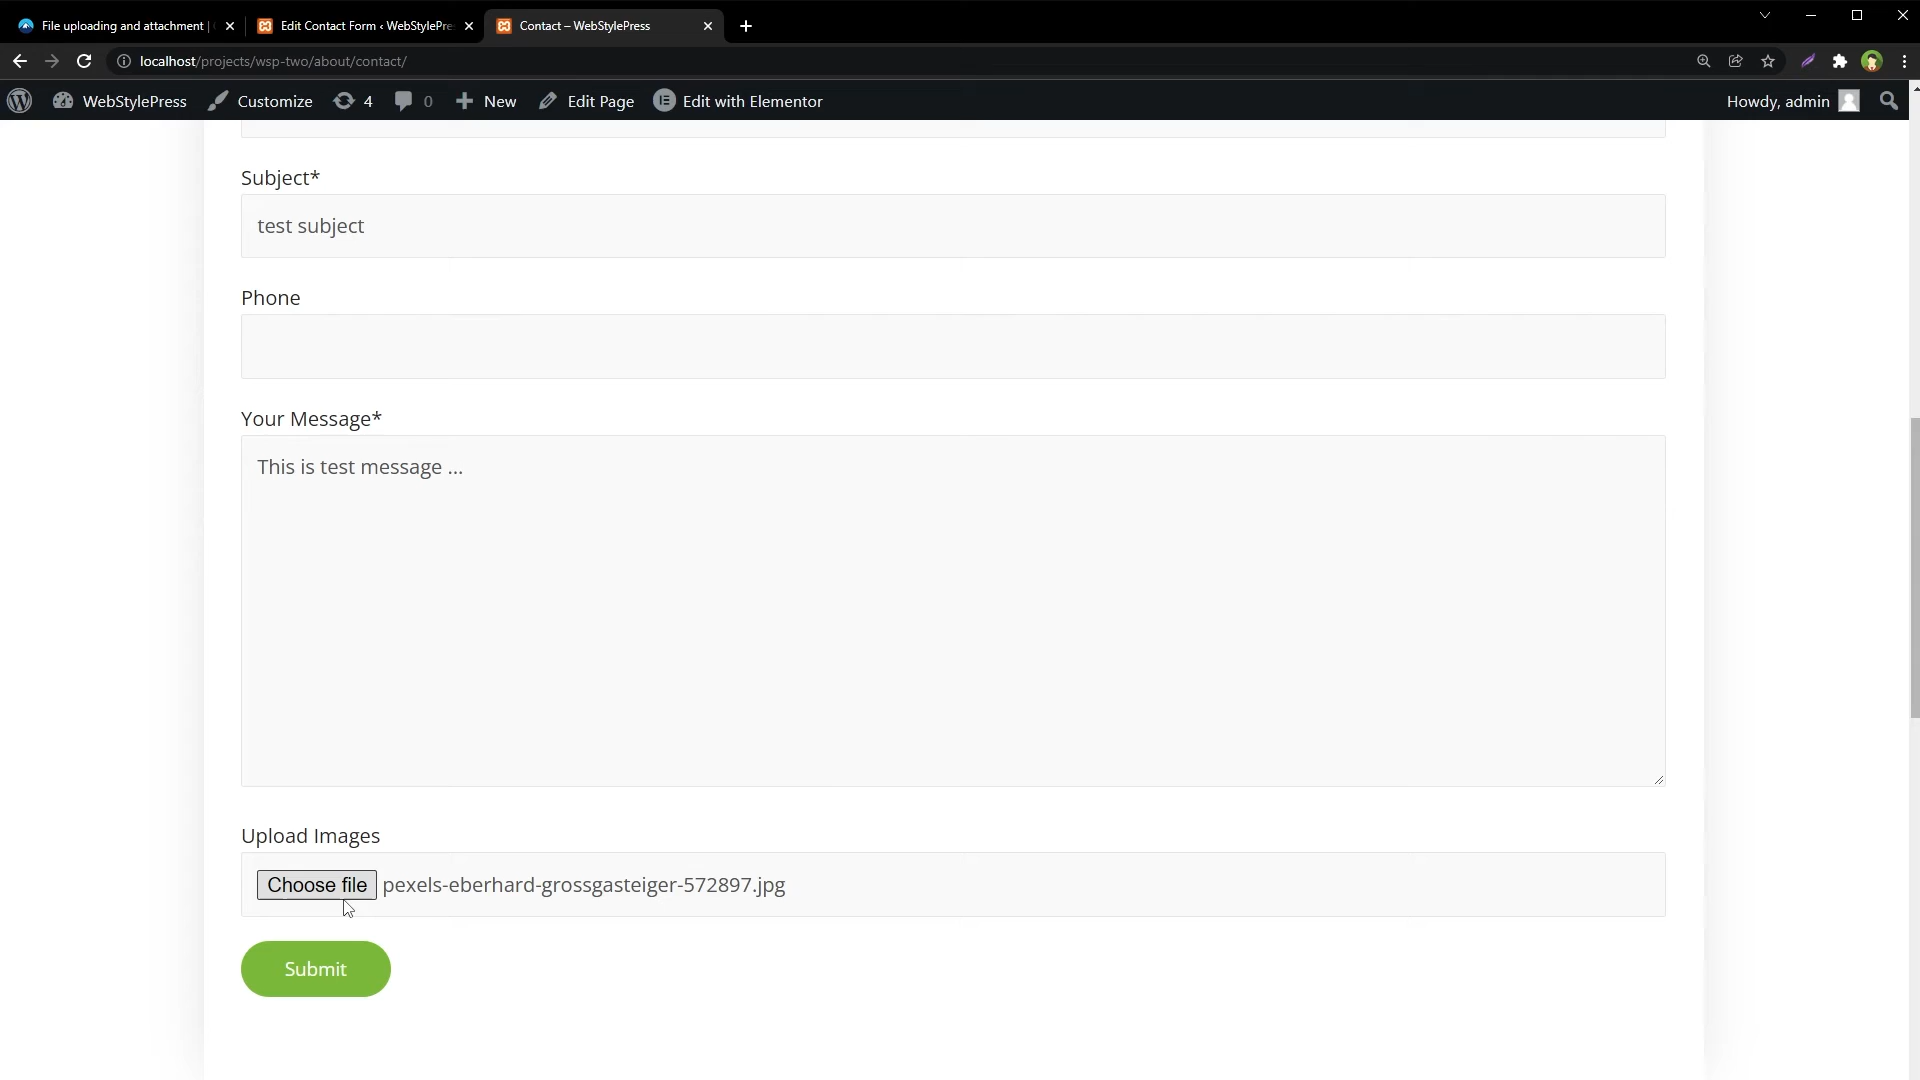 File uploading and attachment |
Edit Contact Form ‹ WebStylePre
Contact – WebStylePress
localhost/projects/wsp-two/about/contact/
WebStylePress
Customize
4
0
New
Edit Page
Edit with Elementor
Howdy, admin
Subject*
test subject
Phone
Your Message*
This is test message ...
Upload Images
Choose file pexels-eberhard-grossgasteiger-572897.jpg
Submit